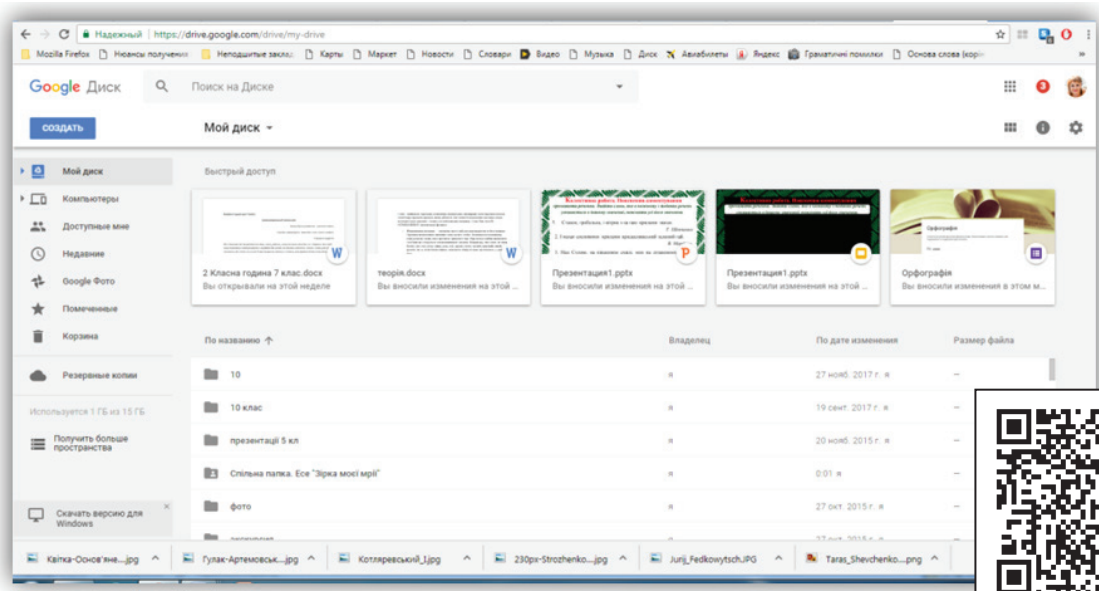 Надежный | https://drive.google.com/drive/my-drive
Mozilla Firefox Нюансы получения Неподшитые заклад Карты Маркет Новости Словари Видео Музыка Диск Авиабилеты Яндекс Граматичні помилки Основа слова (корін
Google Диск Поиск на Диске 3
СОЗДАТЬ Мой диск
Мой диск
Компьютеры
Доступные мне
Недавние
Google Фото
Помеченные
Корзина
Резервные копии
Используется 1 ГБ из 15 ГБ
Получить больше
пространства
Скачать версию для
Windows
Быстрый доступ
2 Класна година 7 клас.docx
Вы открывали на этой неделе
теорія.docx
Вы вносили изменения на этой ...
Презентация1.pptx
Вы вносили изменения на этой ...
Презентация1.pptx
Вы вносили изменения на этой ...
Орфографія
Орфографія
Вы вносили изменения в этом м...
По названию Владелец По дате изменения Размер файла
10 я 27 нояб. 2017 г. я –
10 клас я 19 сент. 2017 г. я –
презентації 5 кл я 20 нояб. 2015 г. я –
Спільна папка. Есе "Зірка моєї мрії" я 0:01 я –
фото я 27 окт. 2015 г. я –
Квітка-Основ'яне....jpg Гулак-Артемовськ....jpg Котляревський_I.jpg 230px-Strozhenko....jpg Jurij_Fedkowytsch.JPG Taras_Shevchenko....png